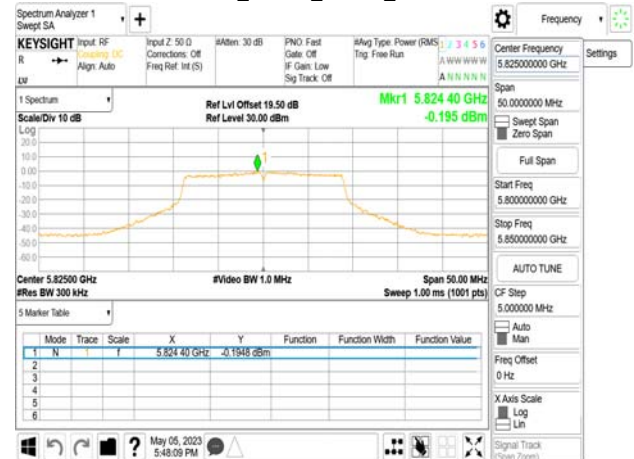 Spectrum Analyzer 1
Swept SA
Frequency
KEYSIGHT
R
Input: RF
Coupling: DC
Align: Auto
Input Z: 50 Ω
Corrections: Off
Freq Ref: Int (S)
#Atten: 30 dB
PNO: Fast
Gate: Off
IF Gain: Low
Sig Track: Off
#Avg Type: Power (RMS
Trig: Free Run
1 2 3 4 5 6
A W W W W W
A N N N N N
Center Frequency
5.825000000 GHz
Settings
Span
50.0000000 MHz
Swept Span
Zero Span
Full Span
Start Freq
5.800000000 GHz
Stop Freq
5.850000000 GHz
AUTO TUNE
CF Step
5.000000 MHz
Auto
Man
Freq Offset
0 Hz
X Axis Scale
Log
Lin
Signal Track
(Span Zoom)
1 Spectrum
Scale/Div 10 dB
Ref Lvl Offset 19.50 dB
Ref Level 30.00 dBm
Mkr1 5.824 40 GHz
-0.195 dBm
Log
20.0
10.0
0.00
-10.0
-20.0
-30.0
-40.0
-50.0
-60.0
1
Center 5.82500 GHz
#Res BW 300 kHz
#Video BW 1.0 MHz
Span 50.00 MHz
Sweep 1.00 ms (1001 pts)
5 Marker Table
Mode Trace Scale X Y Function Function Width Function Value
1 N 1 f 5.824 40 GHz -0.1948 dBm
2
3
4
5
6
May 05, 2023
5:48:09 PM